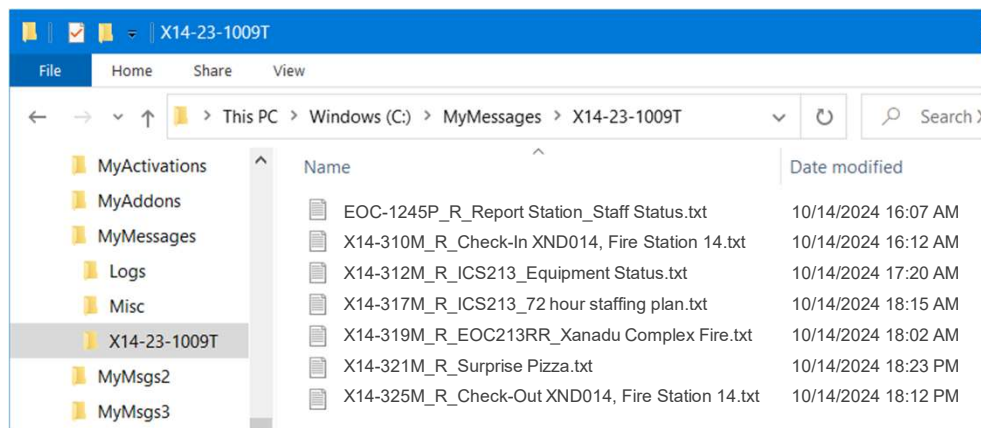 X14-23-1009T
File Home Share View
This PC > Windows (C:) > MyMessages > X14-23-1009T Search
MyActivations
MyAddons
MyMessages
Logs
Misc
X14-23-1009T
MyMsgs2
MyMsgs3
Name Date modified
EOC-1245P_R_Report Station_Staff Status.txt 10/14/2024 16:07 AM
X14-310M_R_Check-In XND014, Fire Station 14.txt 10/14/2024 16:12 AM
X14-312M_R_ICS213_Equipment Status.txt 10/14/2024 17:20 AM
X14-317M_R_ICS213_72 hour staffing plan.txt 10/14/2024 18:15 AM
X14-319M_R_EOC213RR_Xanadu Complex Fire.txt 10/14/2024 18:02 AM
X14-321M_R_Surprise Pizza.txt 10/14/2024 18:23 PM
X14-325M_R_Check-Out XND014, Fire Station 14.txt 10/14/2024 18:12 PM